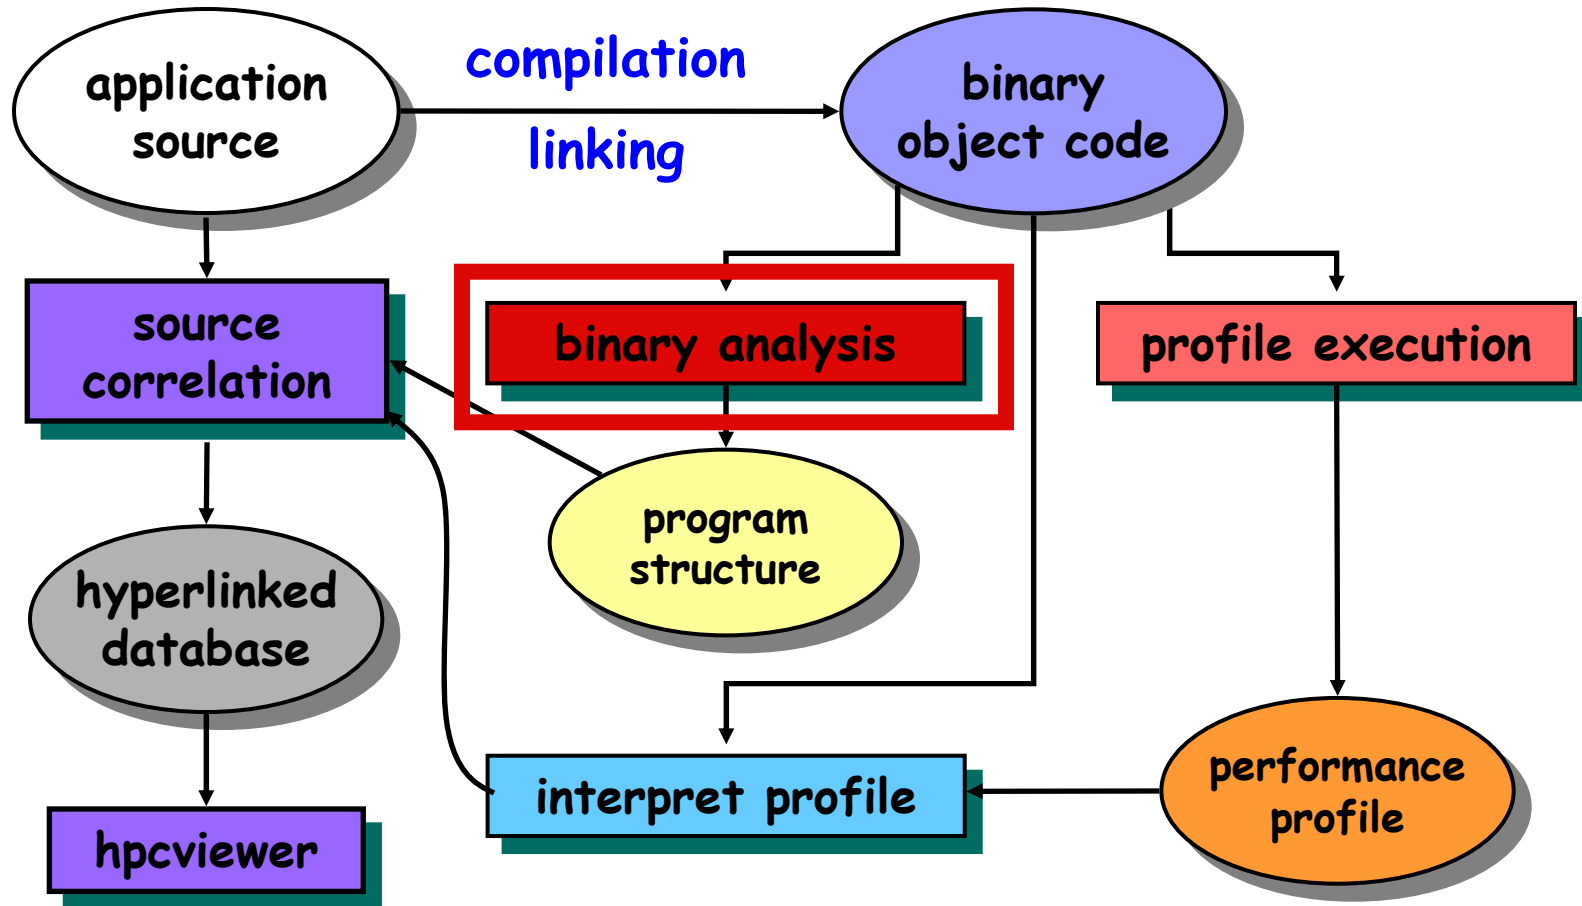 application
source
compilation
linking
binary
object code
source
correlation
binary analysis
profile execution
program
structure
hyperlinked
database
interpret profile
performance
profile
hpcviewer